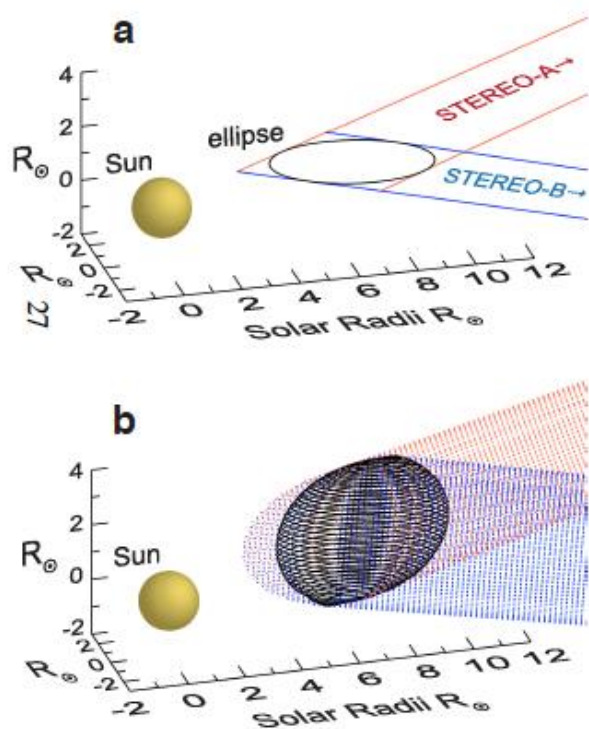 a
4
2
0
-2
R⊙
Sun
ellipse
STEREO-A→
STEREO-B→
2
0
-2
R⊙
27
-2 0 2 4 6 8 10 12
Solar Radii R⊙
b
4
2
0
-2
R⊙
Sun
2
0
-2
R⊙
-2 0 2 4 6 8 10 12
Solar Radii R⊙